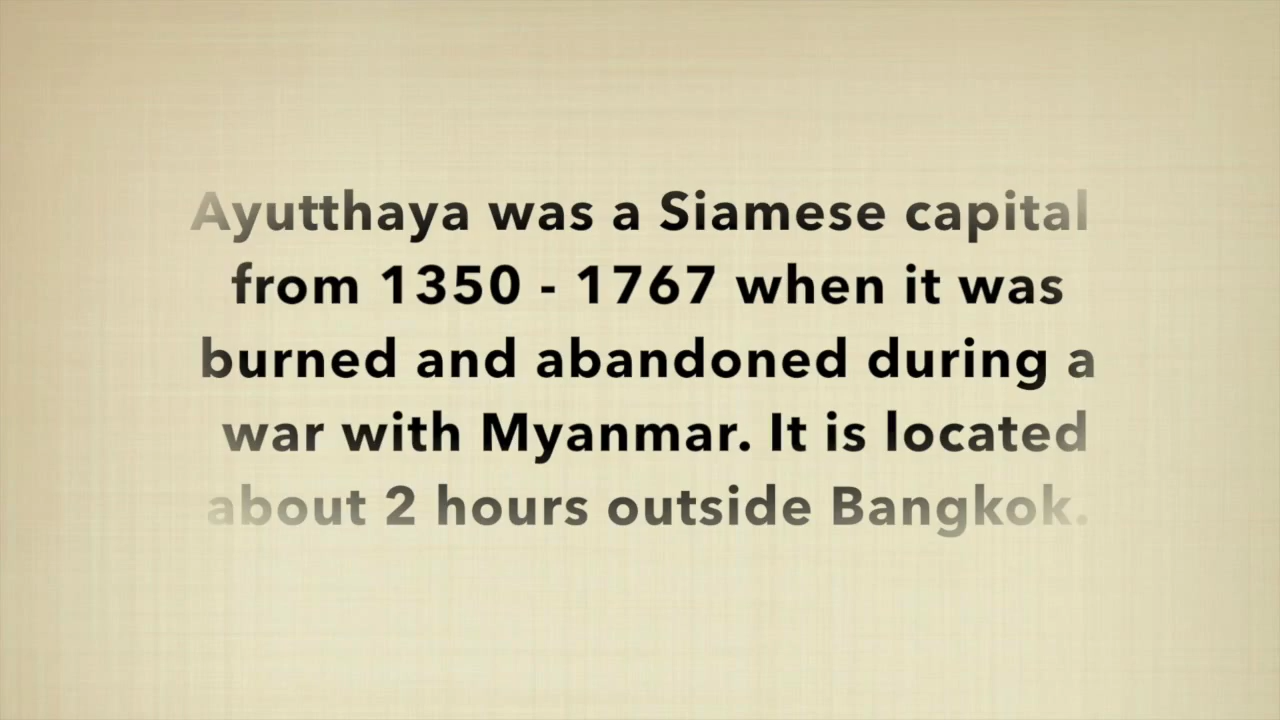 Ayutthaya was a Siamese capital
from 1350 - 1767 when it was
burned and abandoned during a
war with Myanmar. It is located
about 2 hours outside Bangkok.